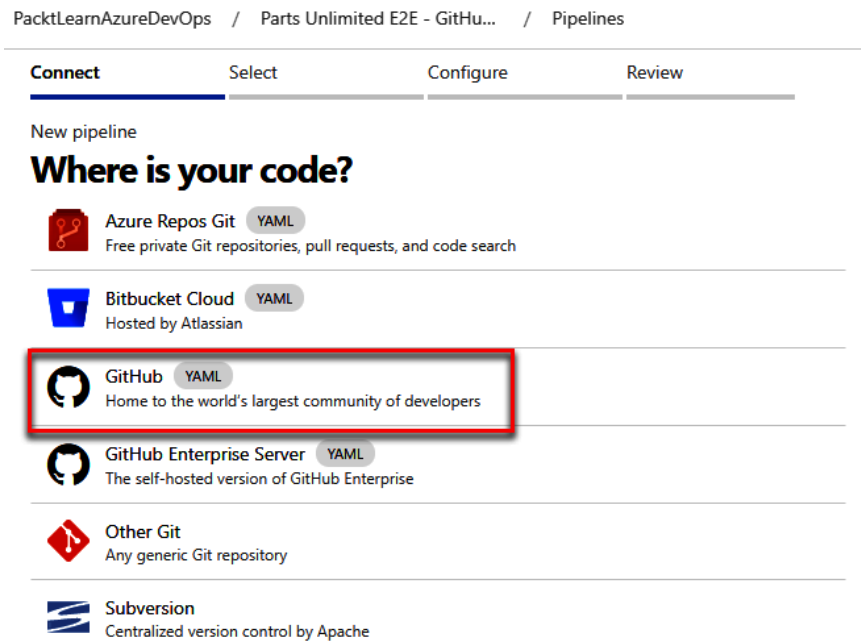 PacktLearnAzureDevOps / Parts Unlimited E2E - GitHu... / Pipelines
Connect Select Configure Review
New pipeline
Where is your code?
Azure Repos Git YAML
Free private Git repositories, pull requests, and code search
Bitbucket Cloud YAML
Hosted by Atlassian
GitHub YAML
Home to the world's largest community of developers
GitHub Enterprise Server YAML
The self-hosted version of GitHub Enterprise
Other Git
Any generic Git repository
Subversion
Centralized version control by Apache